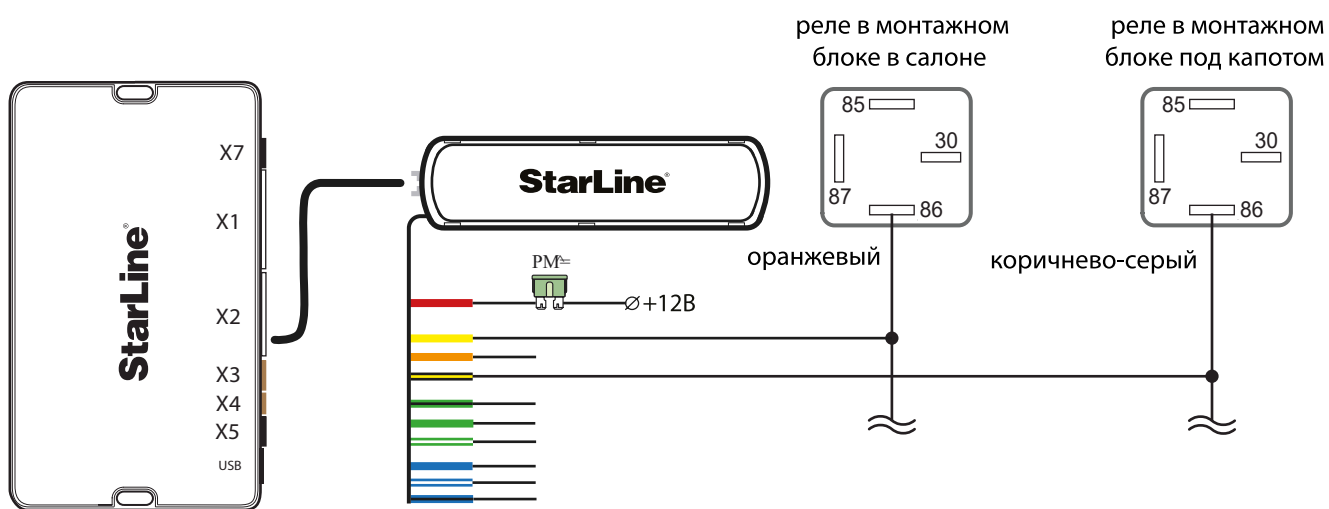 реле в монтажном
блоке в салоне
реле в монтажном
блоке под капотом
X7
X1
X2
X3
X4
X5
USB
StarLine®
StarLine®
85
30
87
86
85
30
87
86
оранжевый
коричнево-серый
+12В